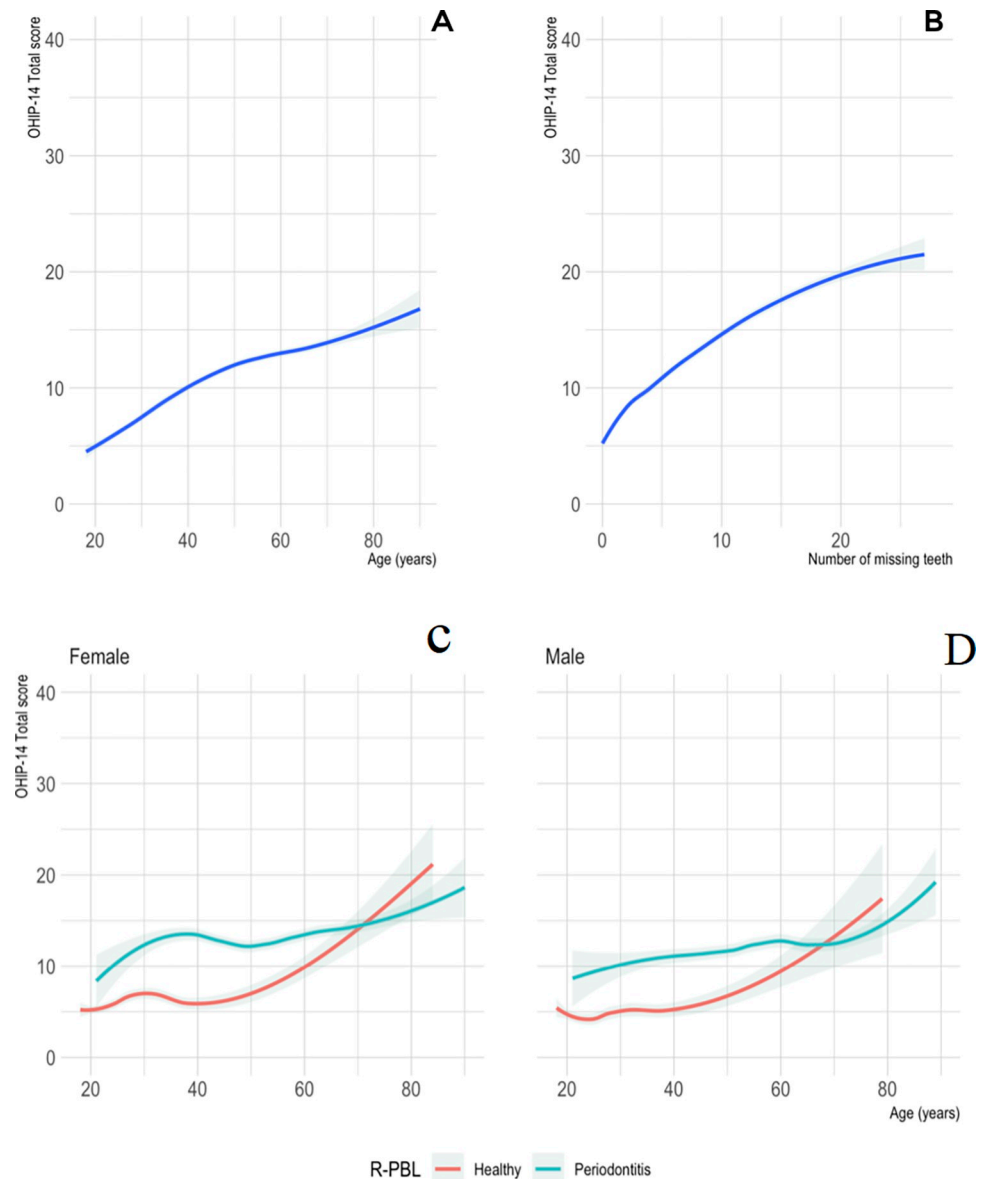 A
OHIP-14 Total score
40
30
20
10
0
20 40 60 80
Age (years)
B
OHIP-14 Total score
40
30
20
10
0
0 10 20
Number of missing teeth
C
Female
OHIP-14 Total score
40
30
20
10
0
20 40 60 80
D
Male
20 40 60 80
Age (years)
R-PBL Healthy Periodontitis